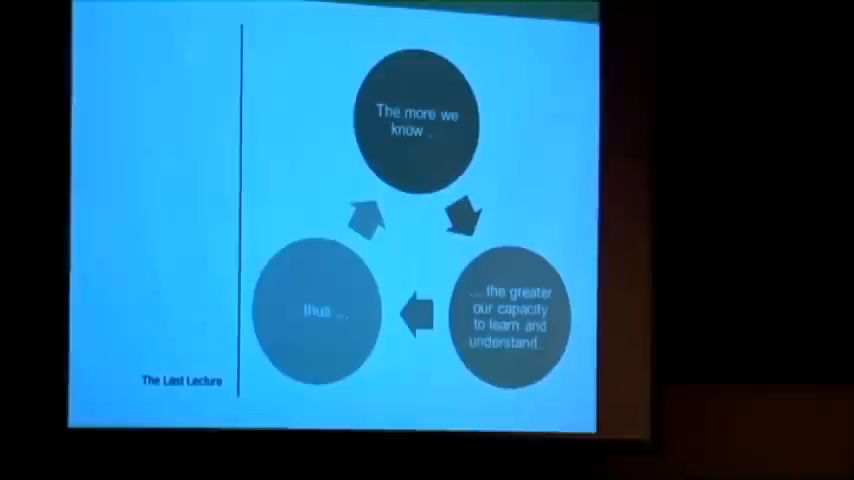 The more we
know ..
.... the greater
our capacity
to learn and
understand..
thus ...
The Last Lecture